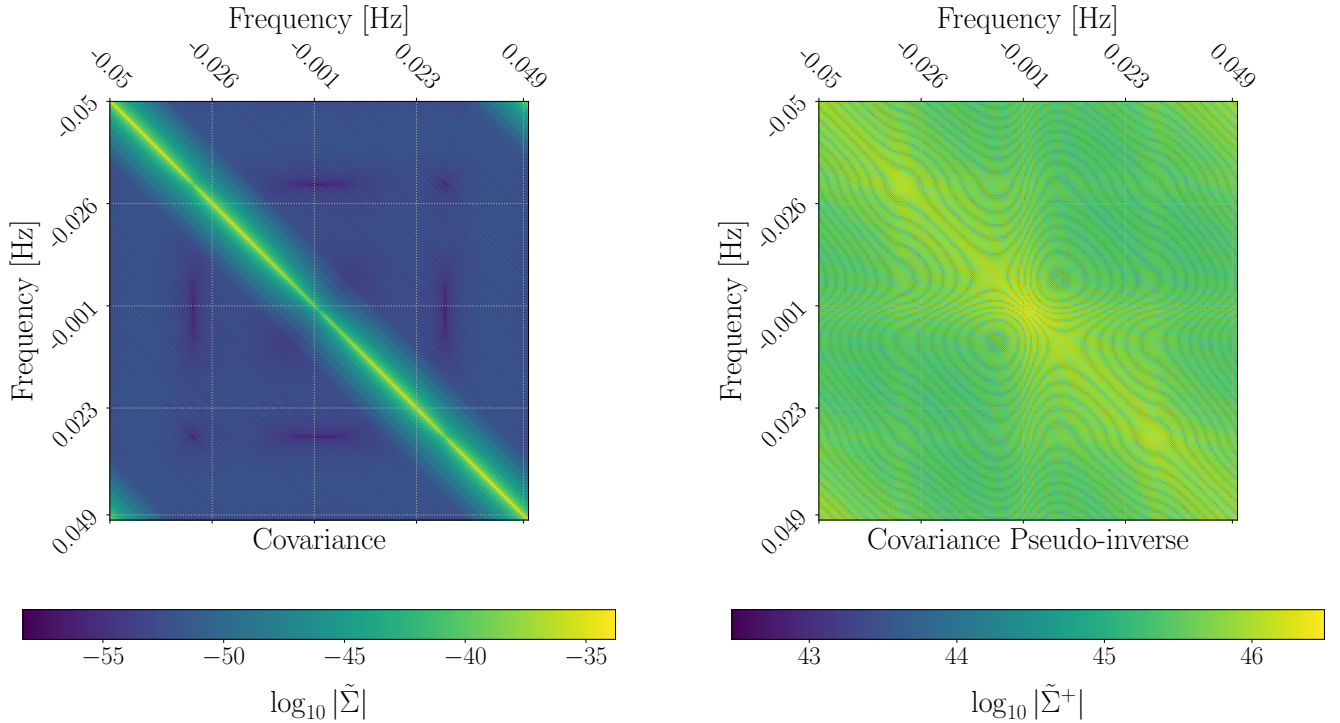 Frequency [Hz]
-0.05 -0.026 -0.001 0.023 0.049
Frequency [Hz]
-0.05
-0.026
-0.001
0.023
0.049
Covariance
−55 −50 −45 −40 −35
log₁₀ |Σ̃|
Frequency [Hz]
-0.05 -0.026 -0.001 0.023 0.049
Frequency [Hz]
-0.05
-0.026
-0.001
0.023
0.049
Covariance Pseudo-inverse
43 44 45 46
log₁₀ |Σ̃⁺|